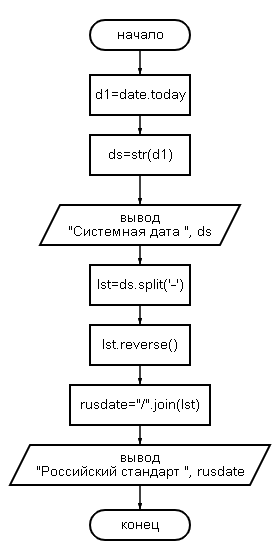 начало
d1=date.today
ds=str(d1)
вывод
"Системная дата ", ds
lst=ds.split('-')
lst.reverse()
rusdate="/".join(lst)
вывод
"Российский стандарт ", rusdate
конец